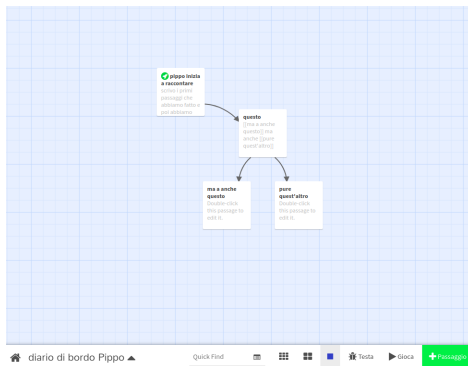 pippo inizia
a raccontare
scrivo i primi
passaggi che
abbiamo fatto o
poi abbiamo
questo
[[ma a anche
questo]] ma
anche [[pure
quest'altro]]
ma a anche
questo
Double-click
this passage to
edit it.
pure
quest'altro
Double-click
this passage to
edit it.
diario di bordo Pippo
Quick Find
Testa
Gioca
Passaggio